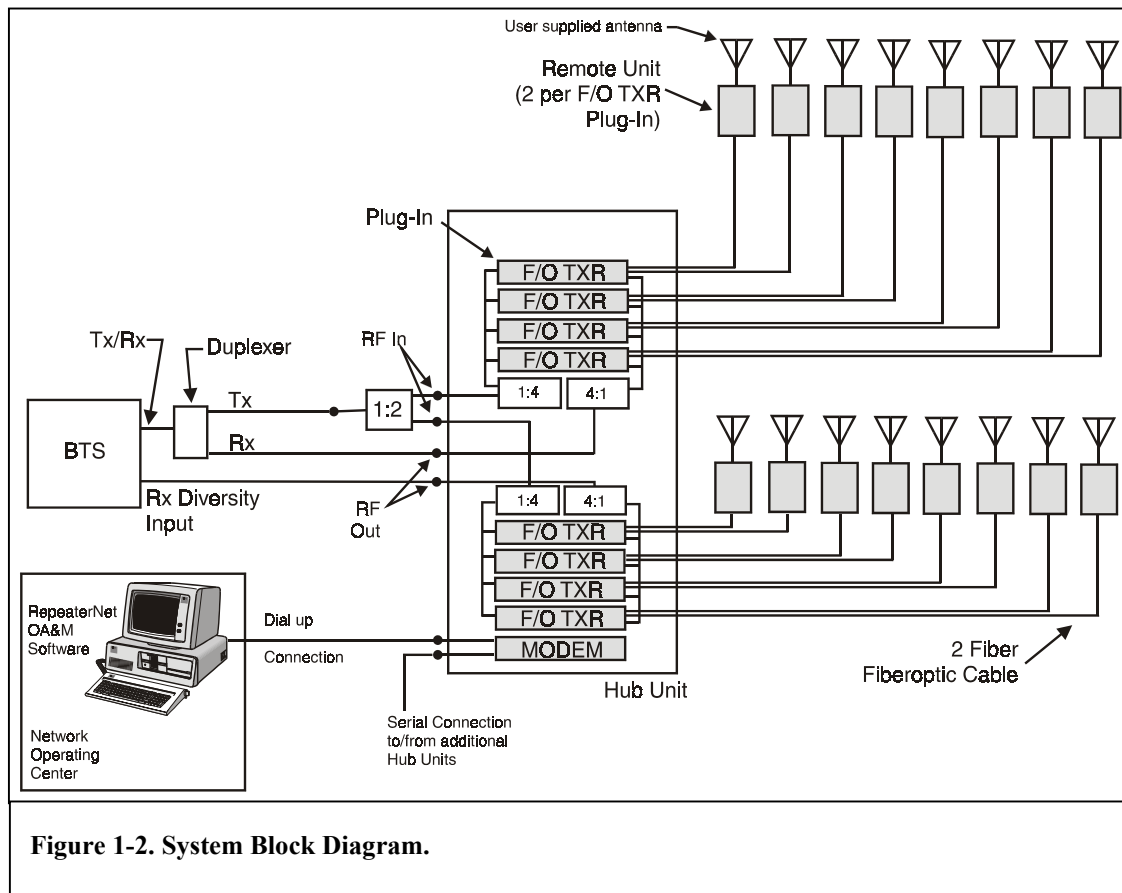 User supplied antenna
Remote Unit
(2 per F/O TXR
Plug-In)
Plug-In
F/O TXR
F/O TXR
F/O TXR
F/O TXR
1:4
4:1
Tx/Rx
Duplexer
RF In
Tx
1:2
BTS
Rx
Rx Diversity
Input
RF
Out
1:4
4:1
F/O TXR
F/O TXR
F/O TXR
F/O TXR
MODEM
RepeaterNet
OA&M
Software
Dial up
Connection
2 Fiber
Fiberoptic Cable
Hub Unit
Serial Connection
to/from additional
Hub Units
Network
Operating
Center
Figure 1-2. System Block Diagram.